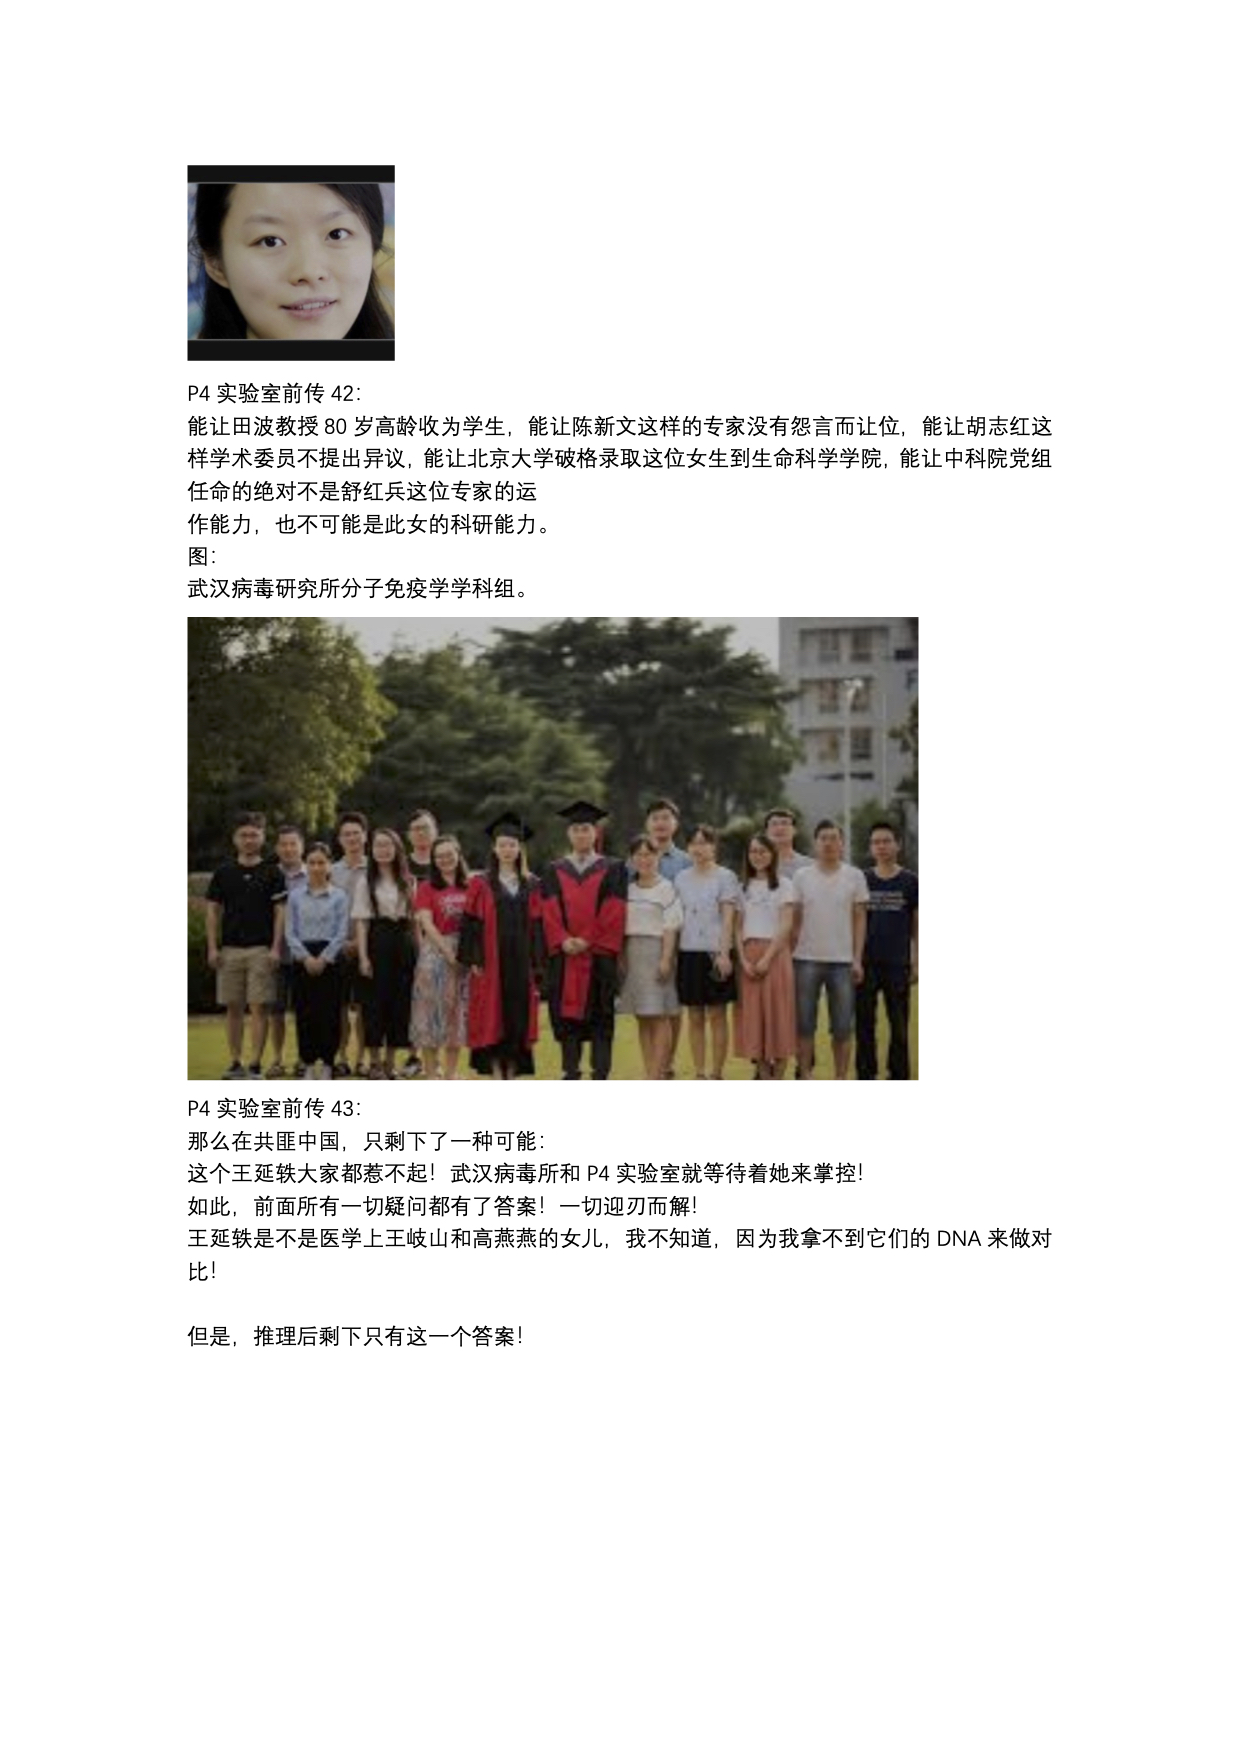 P4 实验室前传 42：
能让田波教授 80 岁高龄收为学生，能让陈新文这样的专家没有怨言而让位，能让胡志红这
样学术委员不提出异议，能让北京大学破格录取这位女生到生命科学学院，能让中科院党组
任命的绝对不是舒红兵这位专家的运
作能力，也不可能是此女的科研能力。
图：
武汉病毒研究所分子免疫学学科组。
P4 实验室前传 43：
那么在共匪中国，只剩下了一种可能：
这个王延轶大家都惹不起！武汉病毒所和 P4 实验室就等待着她来掌控！
如此，前面所有一切疑问都有了答案！一切迎刃而解！
王延轶是不是医学上王岐山和高燕燕的女儿，我不知道，因为我拿不到它们的 DNA 来做对
比！
但是，推理后剩下只有这一个答案！